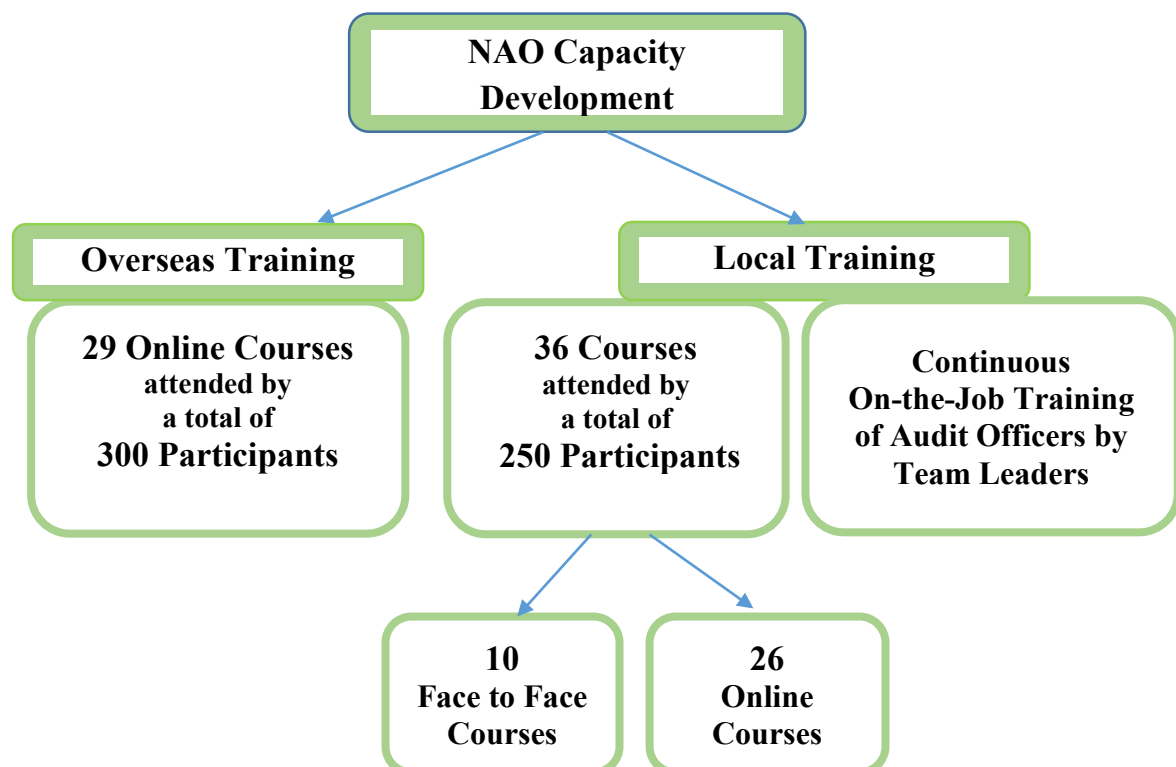 NAO Capacity
Development
Overseas Training
Local Training
29 Online Courses
attended by
a total of
300 Participants
36 Courses
attended by
a total of
250 Participants
Continuous
On-the-Job Training
of Audit Officers by
Team Leaders
10
Face to Face
Courses
26
Online
Courses